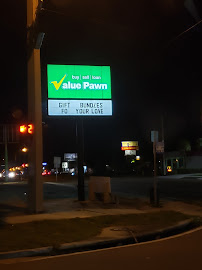 buy | sell | loan
Value Pawn
GIFT BUNDLES
FO YOUR LOVE